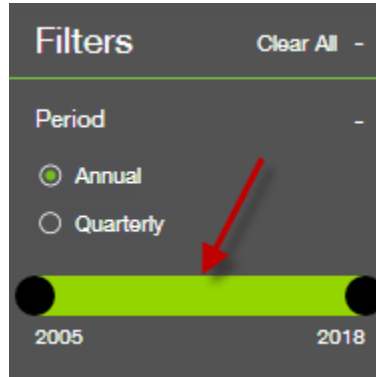 Filters Clear All -
Period -
Annual
Quarterly
2005 2018